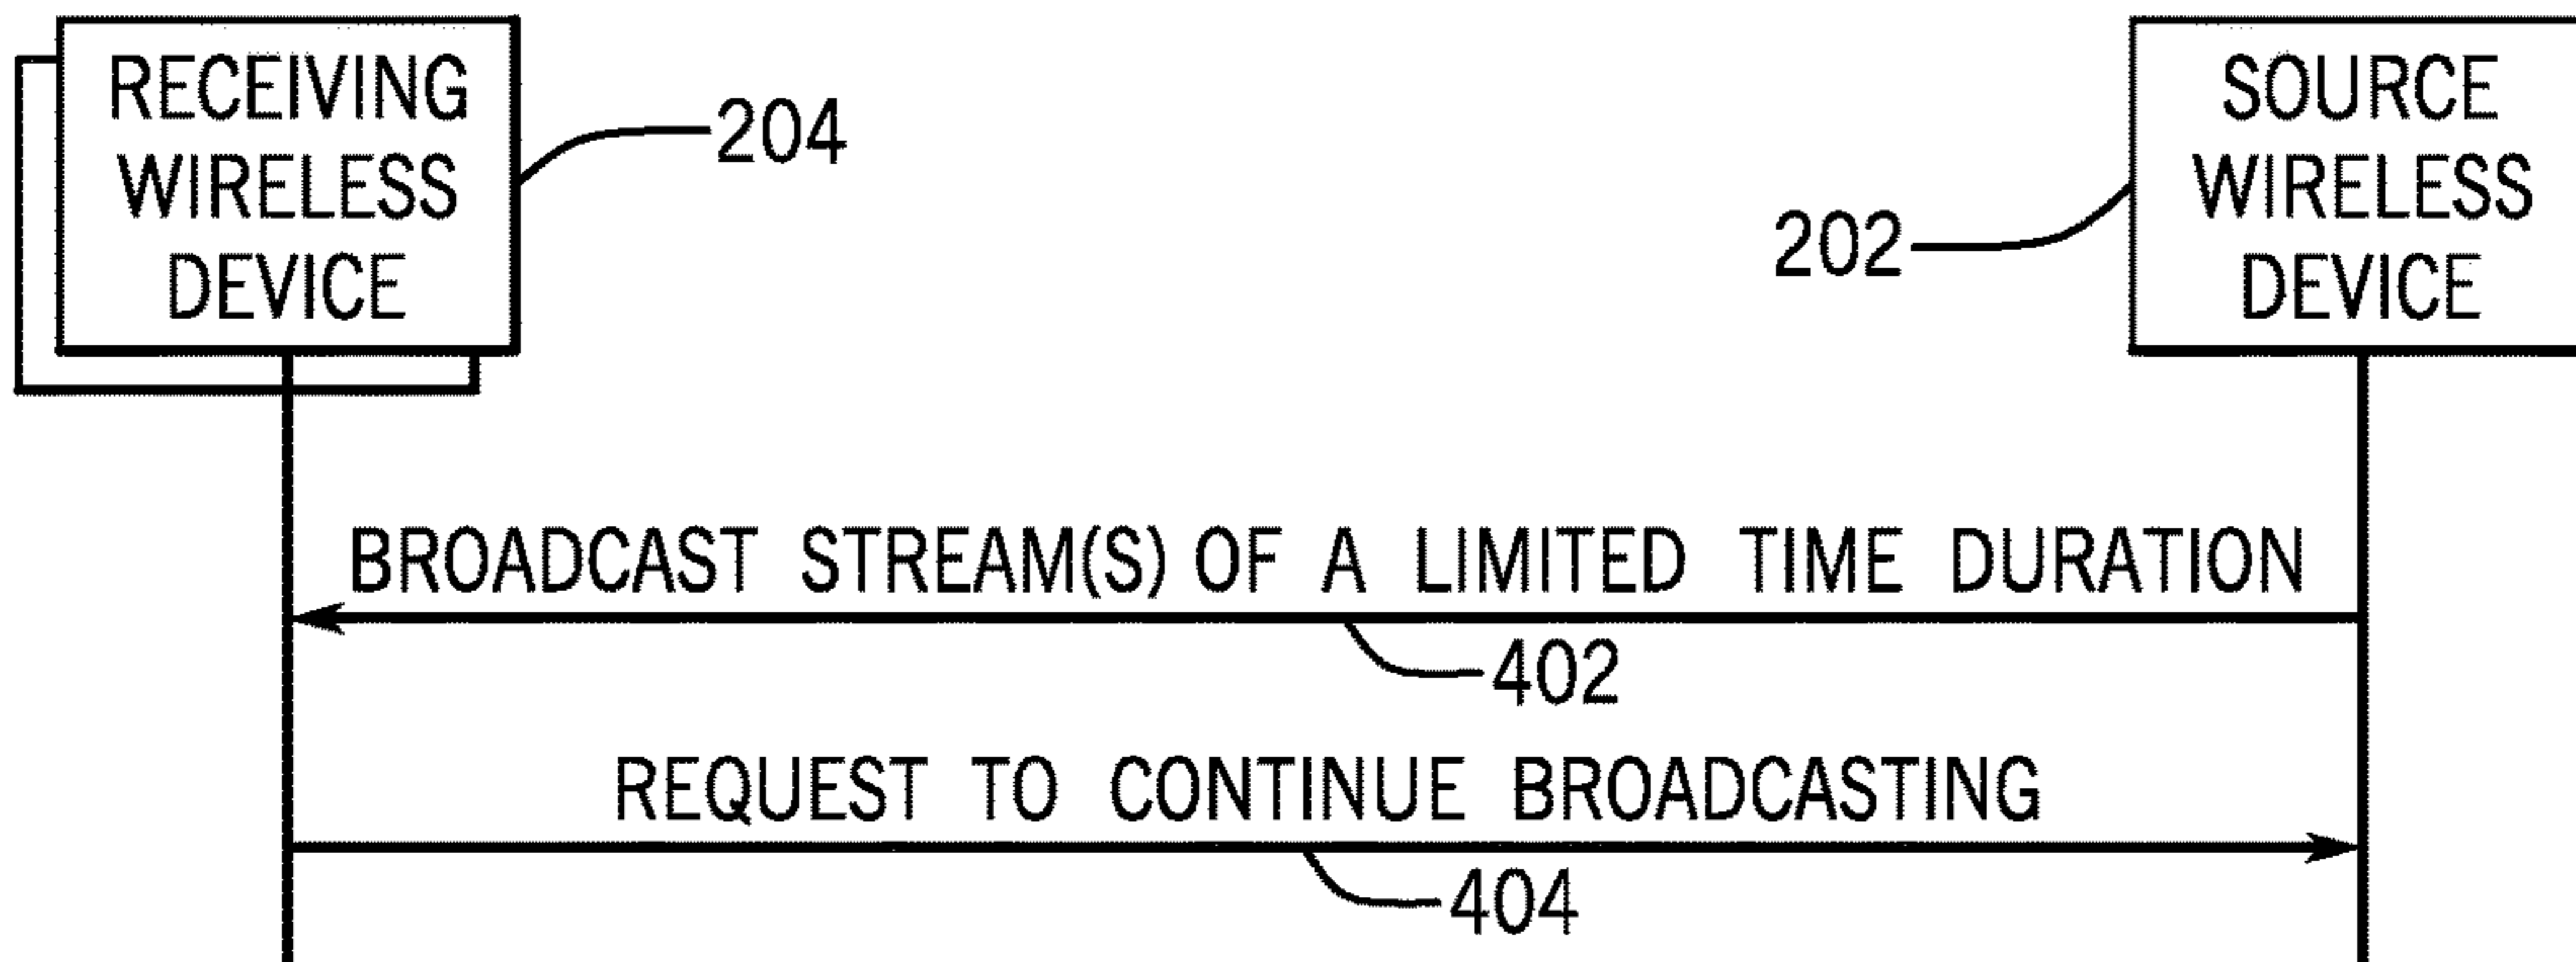 RECEIVING
WIRELESS
DEVICE
204
SOURCE
WIRELESS
DEVICE
202
BROADCAST STREAM(S) OF A LIMITED TIME DURATION
402
REQUEST TO CONTINUE BROADCASTING
404